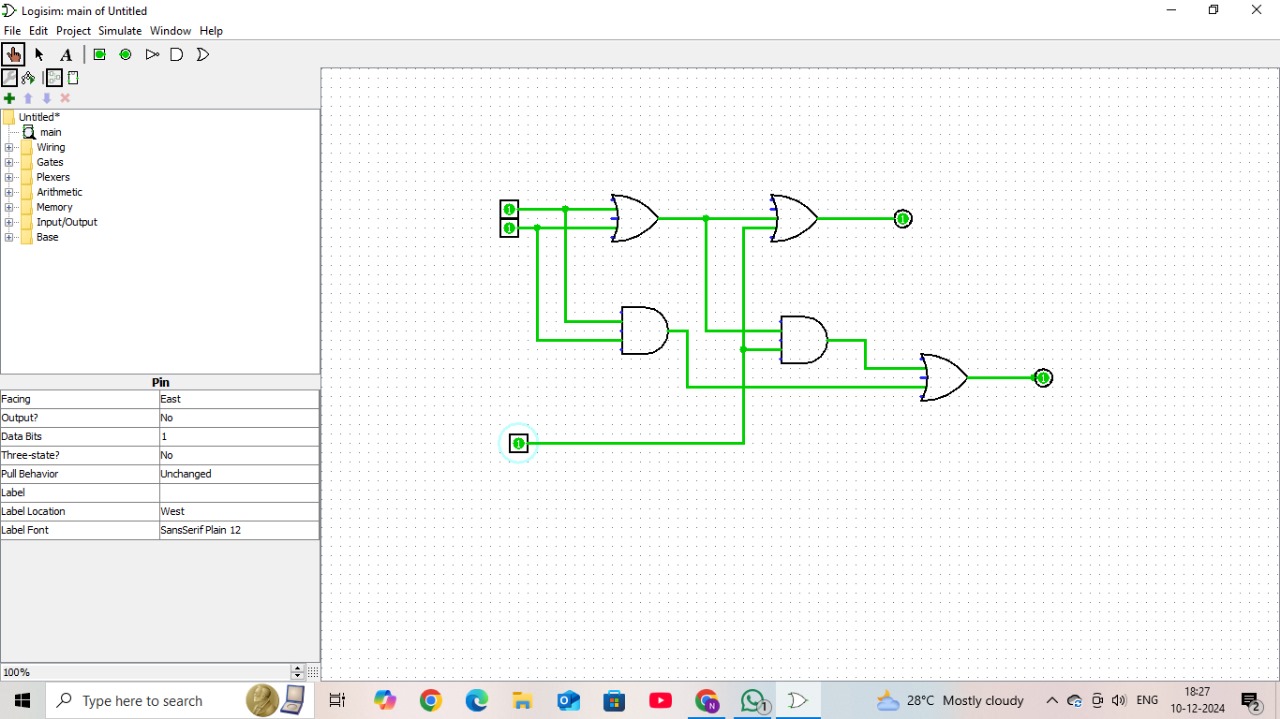 Logisim: main of Untitled
File Edit Project Simulate Window Help
A
Untitled*
main
Wiring
Gates
Plexers
Arithmetic
Memory
Input/Output
Base
Pin
Facing East
Output? No
Data Bits 1
Three-state? No
Pull Behavior Unchanged
Label
Label Location West
Label Font SansSerif Plain 12
100%
1
1
1
1
1
Type here to search
N
1
28°C Mostly cloudy
ENG
18:27
10-12-2024
2